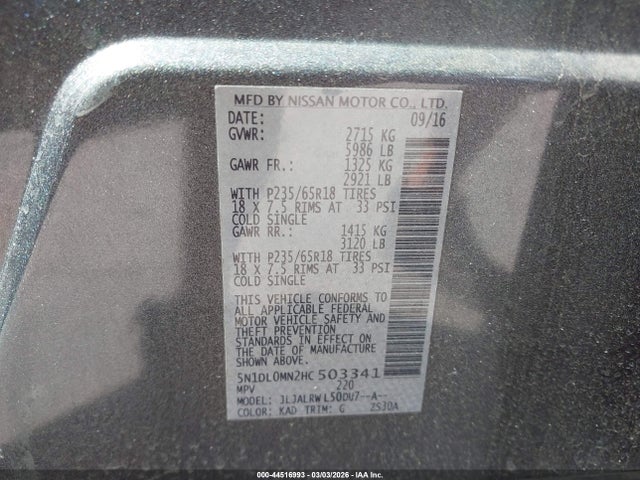 MFD BY NISSAN MOTOR CO., LTD.
DATE: 09/16
GVWR: 2715 KG
5986 LB
GAWR FR.: 1325 KG
2921 LB
WITH P235/65R18 TIRES
18 X 7.5 RIMS AT 33 PSI
COLD SINGLE
GAWR RR.: 1415 KG
3120 LB
WITH P235/65R18 TIRES
18 X 7.5 RIMS AT 33 PSI
COLD SINGLE
THIS VEHICLE CONFORMS TO
ALL APPLICABLE FEDERAL
MOTOR VEHICLE SAFETY AND
THEFT PREVENTION
STANDARDS IN EFFECT ON
THE DATE OF MANUFACTURE
SHOWN ABOVE.
5N1DL0MN2HC503341
MPV 220
MODEL: JLJALRWL50DU7--A--
COLOR: KAD TRIM: G ZS30A
000-44516993 - 03/03/2026 - IAA Inc.